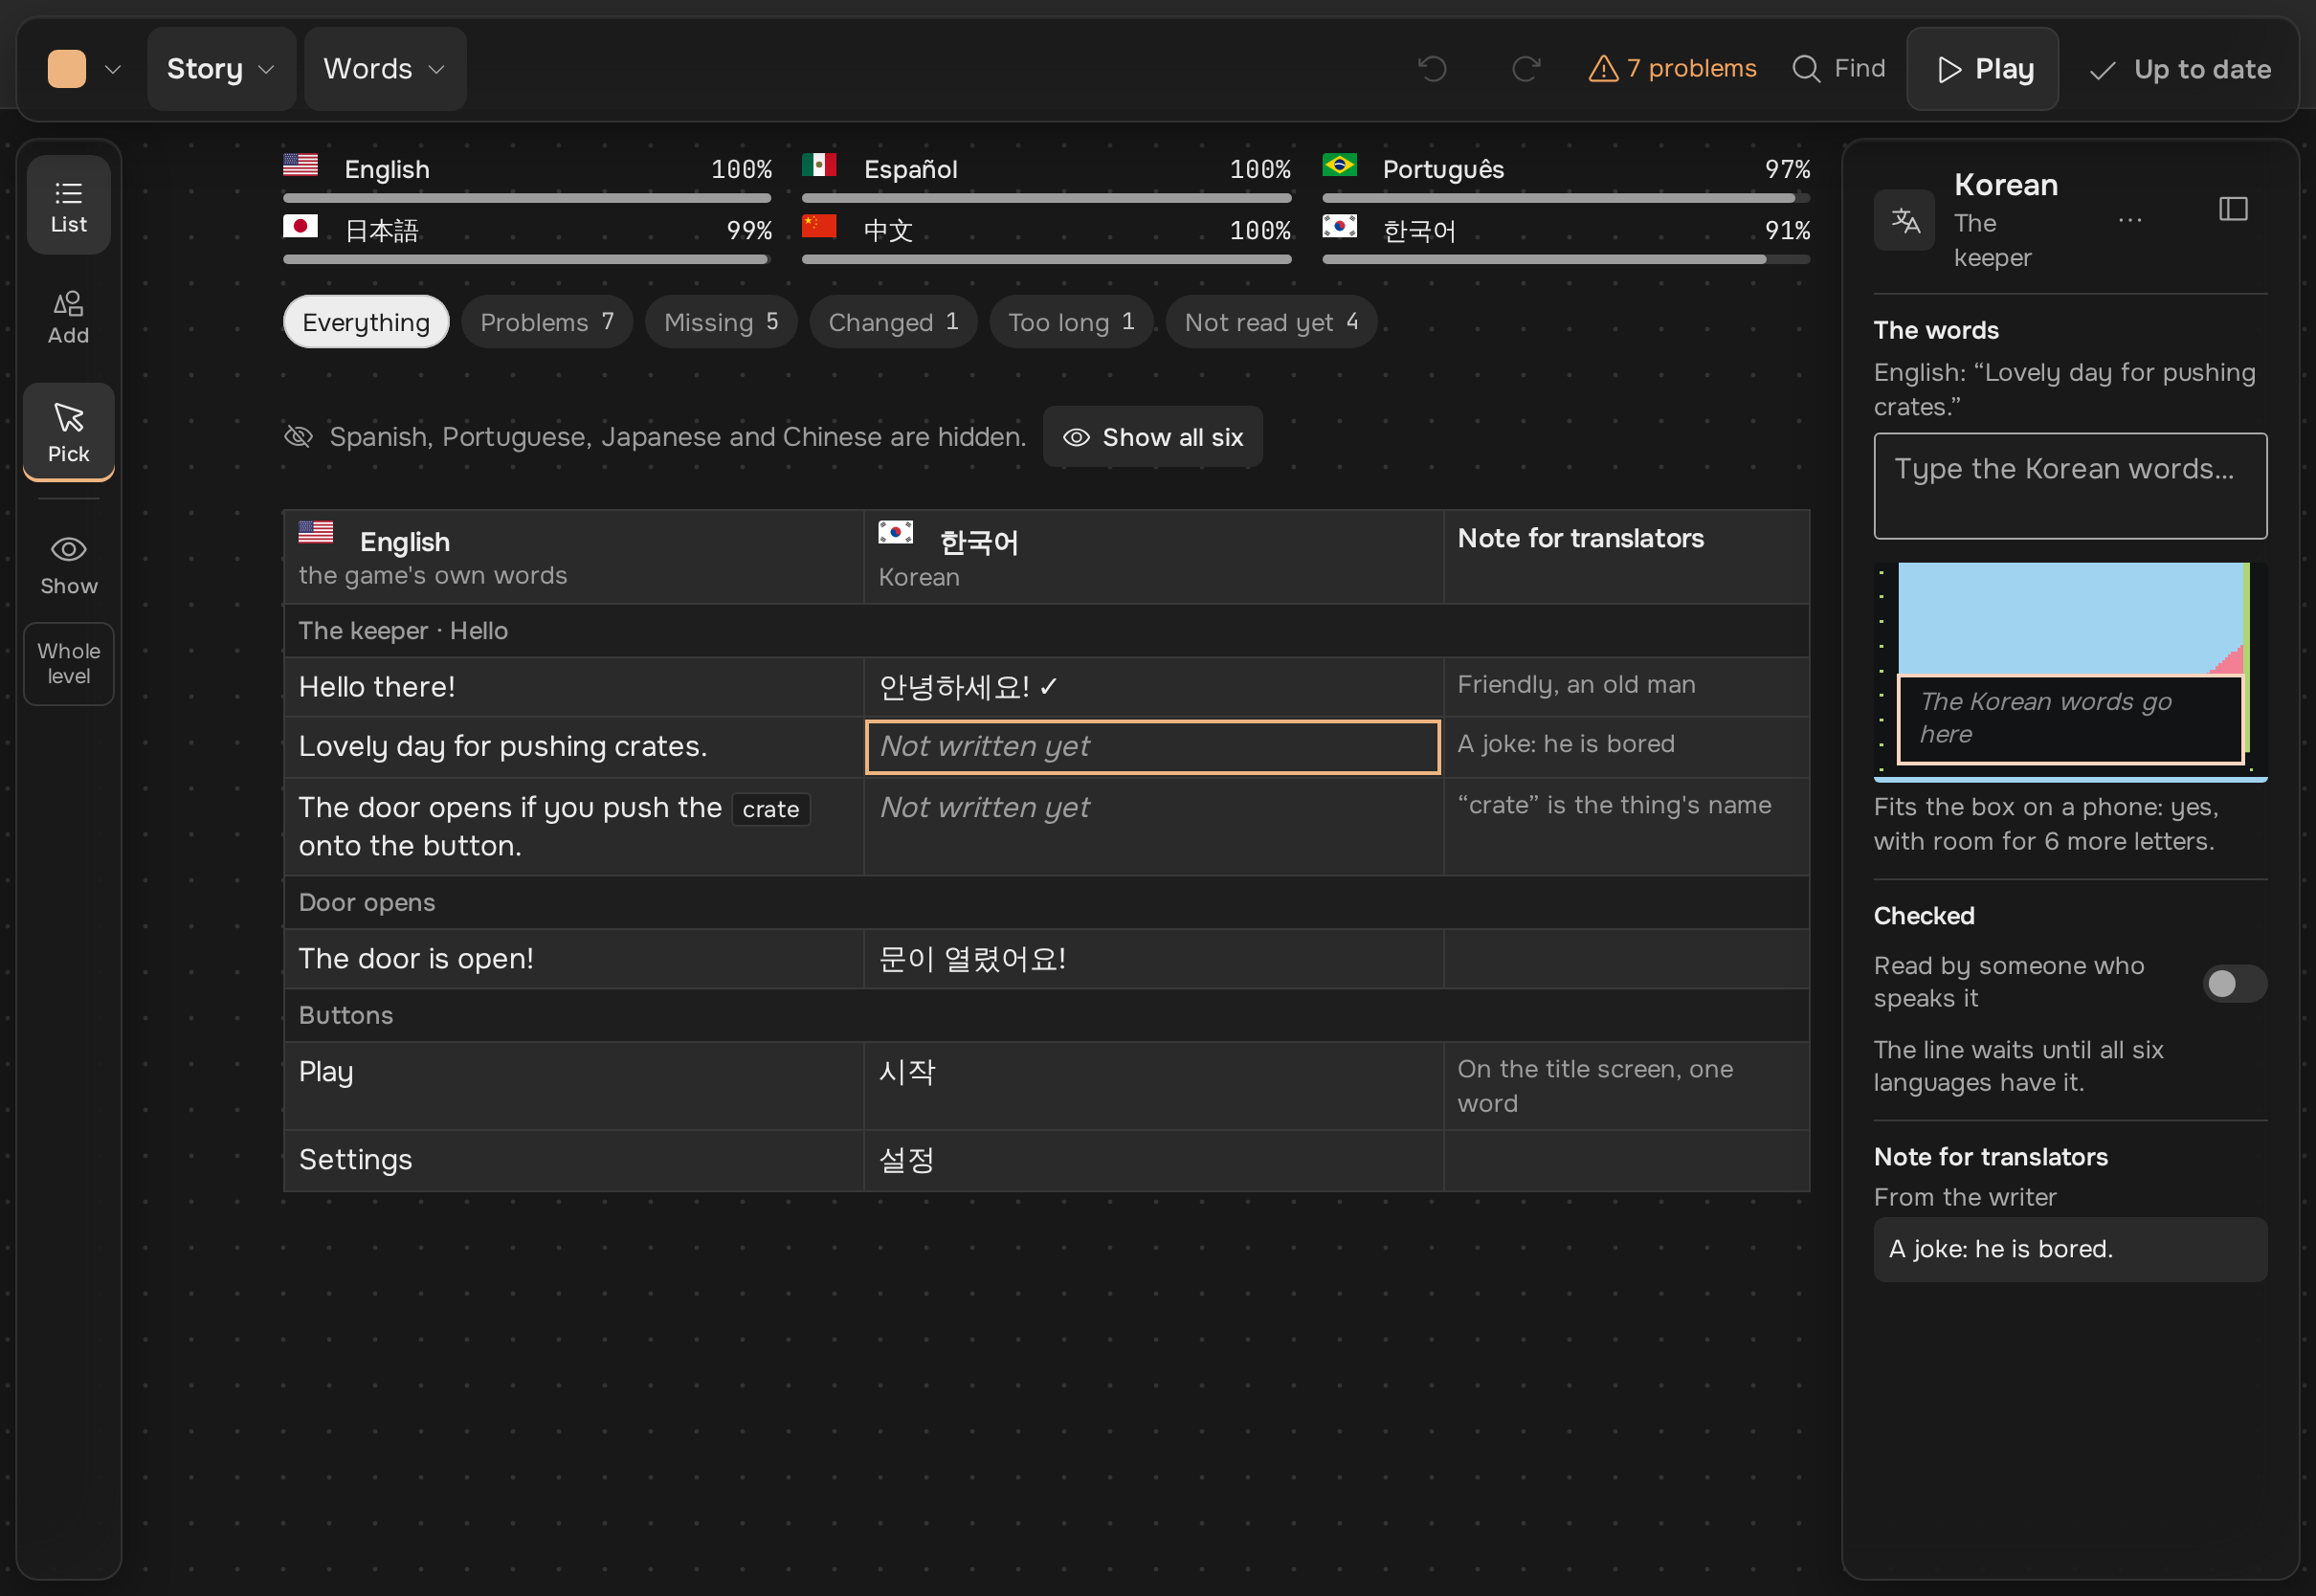 Story
Words
7 problems
Find
Play
Up to date
List
Add
Pick
Show
Whole
level
English 100%
Español 100%
Português 97%
日本語 99%
中文 100%
한국어 91%
Everything
Problems 7
Missing 5
Changed 1
Too long 1
Not read yet 4
Spanish, Portuguese, Japanese and Chinese are hidden.
Show all six
English
the game's own words
한국어
Korean
Note for translators
The keeper · Hello
Hello there!
안녕하세요! ✓
Friendly, an old man
Lovely day for pushing crates.
Not written yet
A joke: he is bored
The door opens if you push the crate
onto the button.
Not written yet
“crate” is the thing's name
Door opens
The door is open!
문이 열렸어요!
Buttons
Play
시작
On the title screen, one
word
Settings
설정
Korean
The
keeper
...
The words
English: “Lovely day for pushing
crates.”
Type the Korean words...
The Korean words go
here
Fits the box on a phone: yes,
with room for 6 more letters.
Checked
Read by someone who
speaks it
The line waits until all six
languages have it.
Note for translators
From the writer
A joke: he is bored.